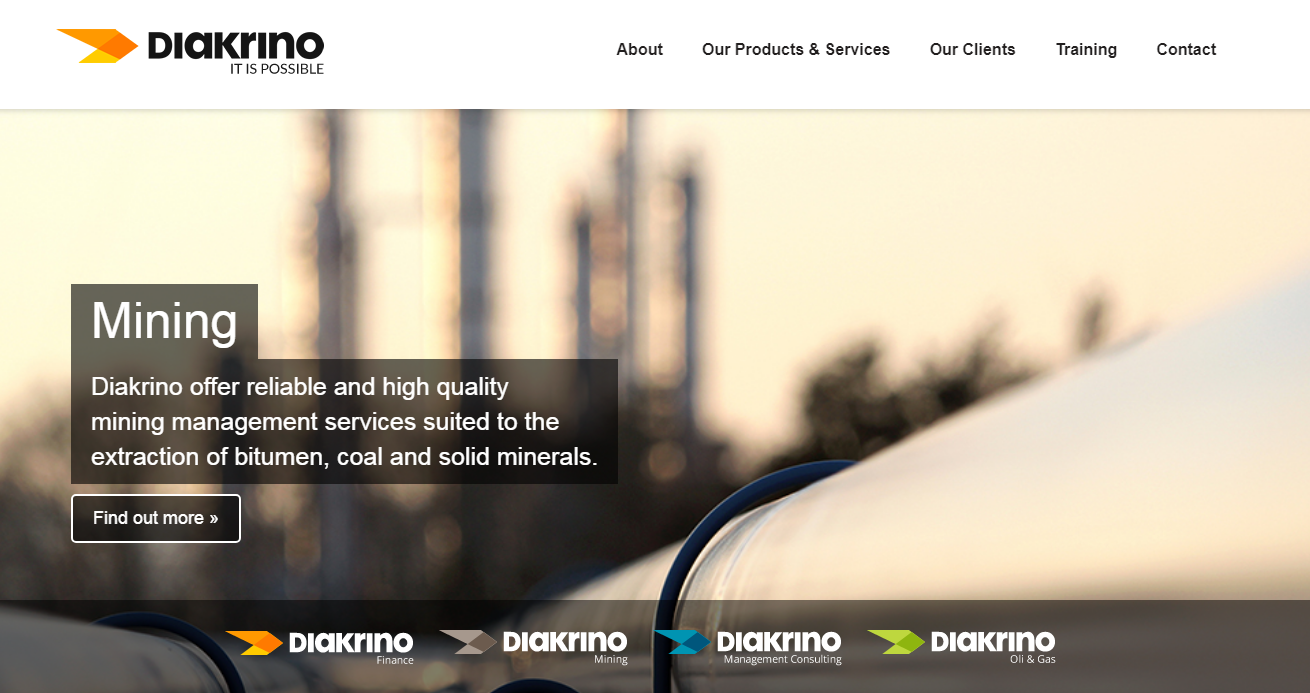 DIAKRINO
IT IS POSSIBLE
About Our Products & Services Our Clients Training Contact
Mining
Diakrino offer reliable and high quality
mining management services suited to the
extraction of bitumen, coal and solid minerals.
Find out more »
DIAKRINO DIAKRINO DIAKRINO DIAKRINO
Finance Mining Management Consulting Oli & Gas